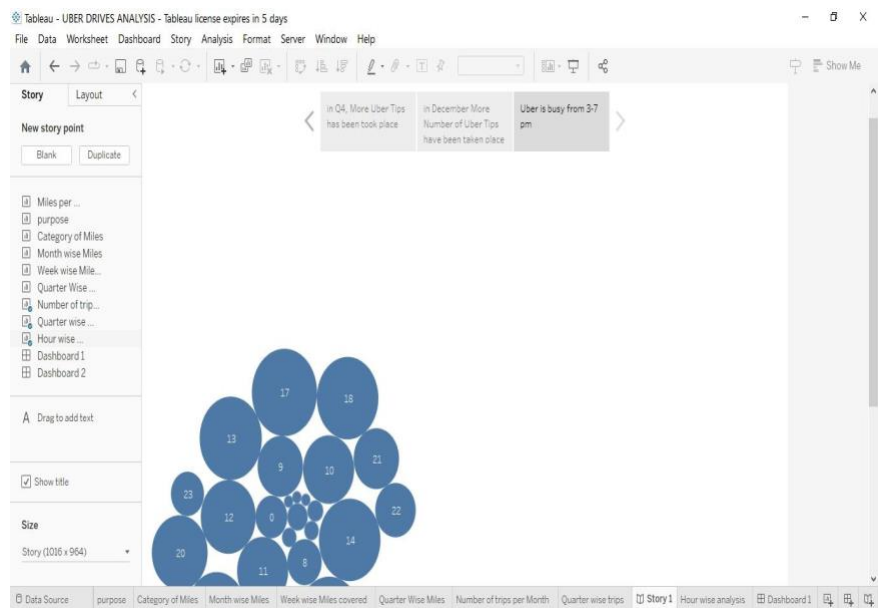 Tableau - UBER DRIVES ANALYSIS - Tableau license expires in 5 days
File Data Worksheet Dashboard Story Analysis Format Server Window Help
Show Me
Story Layout
New story point
Blank Duplicate
Miles per ...
purpose
Category of Miles
Month wise Miles
Week wise Mile...
Quarter Wise ...
Number of trip...
Quarter wise ...
Hour wise ...
Dashboard 1
Dashboard 2
A Drag to add text
Show title
Size
Story (1016 x 964)
in Q4, More Uber Tips
has been took place
in December More
Number of Uber Tips
have been taken place
Uber is busy from 3-7
pm
17
18
13
9
10
21
23
12
0
22
14
20
11
8
Data Source purpose Category of Miles Month wise Miles Week wise Miles covered Quarter Wise Miles Number of trips per Month Quarter wise trips Story 1 Hour wise analysis Dashboard 1